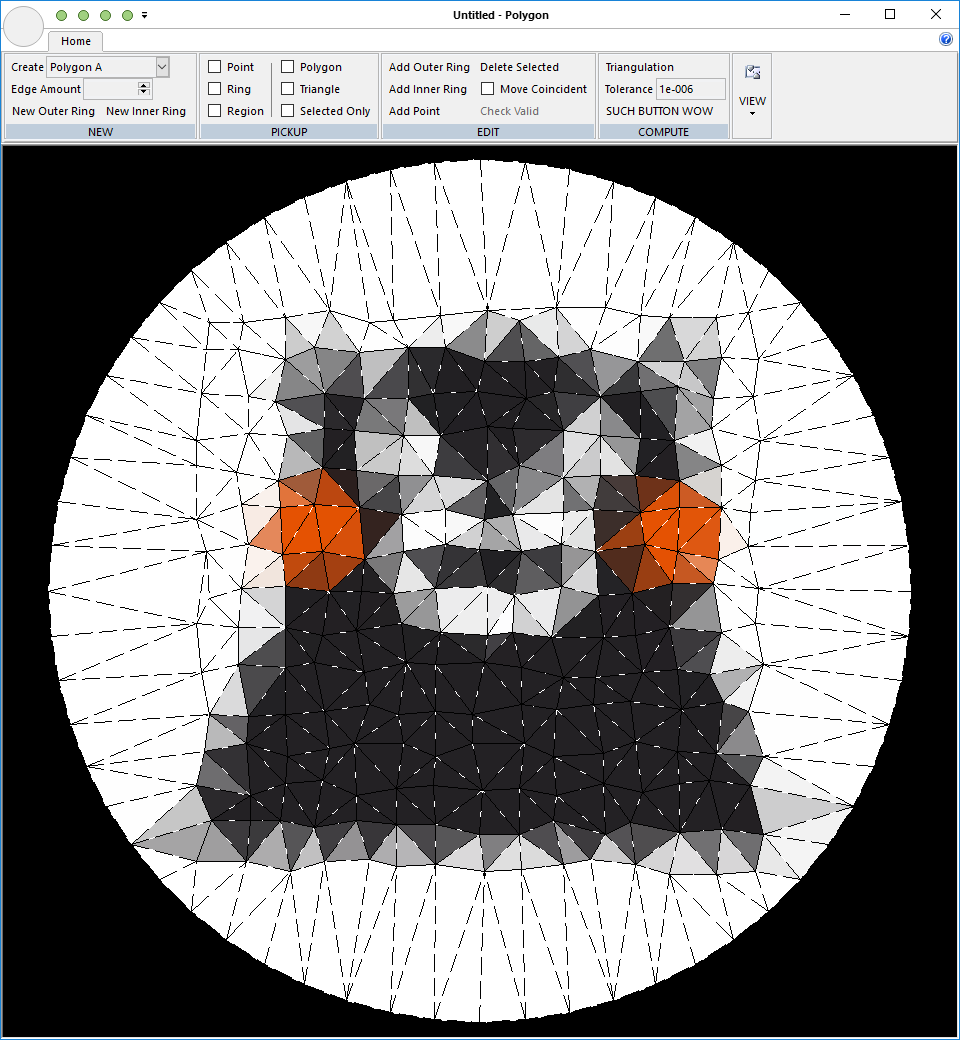 Untitled - Polygon
Home
Create Polygon A
Edge Amount
New Outer Ring New Inner Ring
NEW
Point Polygon
Ring Triangle
Region Selected Only
PICKUP
Add Outer Ring Delete Selected
Add Inner Ring Move Coincident
Add Point Check Valid
EDIT
Triangulation
Tolerance 1e-006
SUCH BUTTON WOW
COMPUTE
VIEW